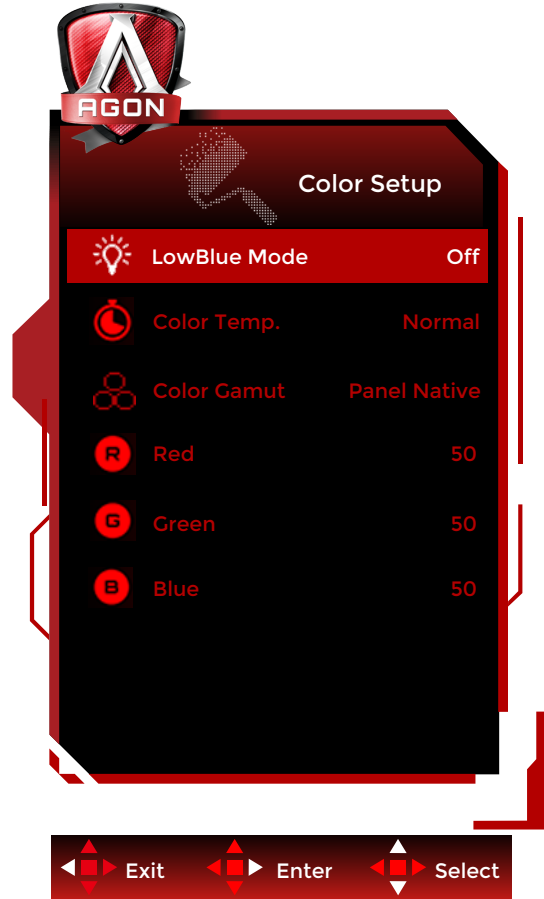 AGON
Color Setup
LowBlue Mode Off
Color Temp. Normal
Color Gamut Panel Native
R Red 50
G Green 50
B Blue 50
Exit Enter Select